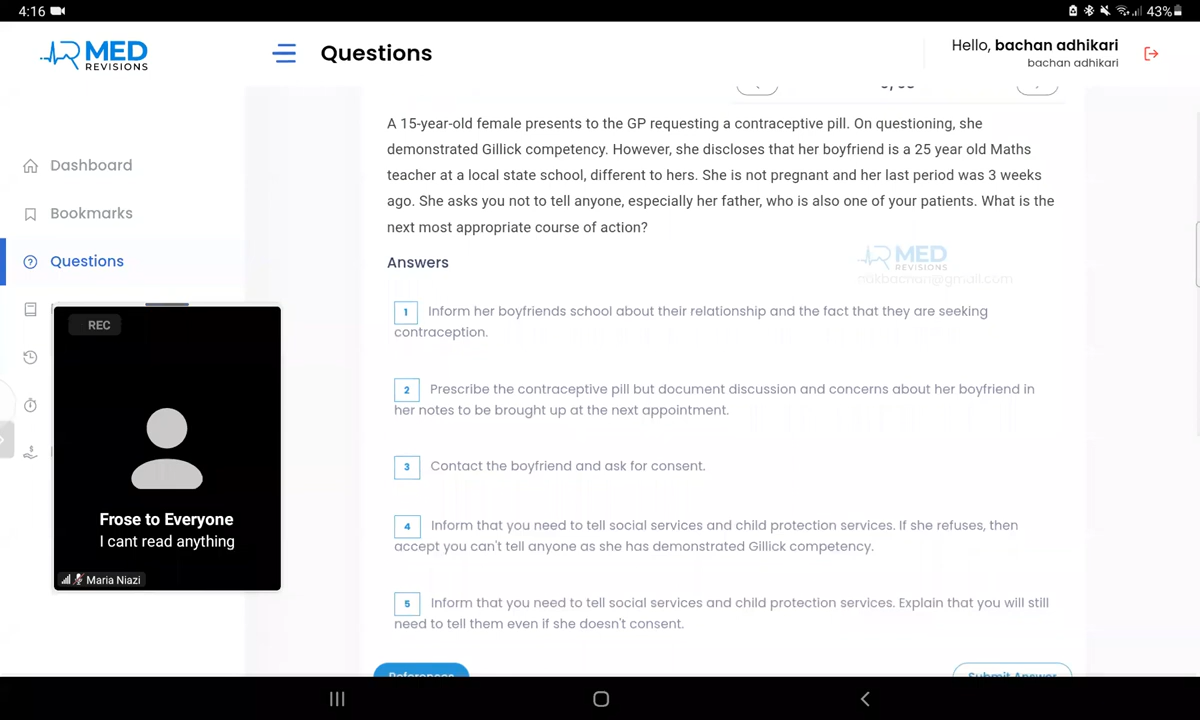 4:16
43%
MED
REVISIONS
Questions
Hello, bachan adhikari
bachan adhikari
Dashboard
Bookmarks
Questions
A 15-year-old female presents to the GP requesting a contraceptive pill. On questioning, she
demonstrated Gillick competency. However, she discloses that her boyfriend is a 25 year old Maths
teacher at a local state school, different to hers. She is not pregnant and her last period was 3 weeks
ago. She asks you not to tell anyone, especially her father, who is also one of your patients. What is the
next most appropriate course of action?
MED
REVISIONS
Answers
1 Inform her boyfriends school about their relationship and the fact that they are seeking
contraception.
2 Prescribe the contraceptive pill but document discussion and concerns about her boyfriend in
her notes to be brought up at the next appointment.
3 Contact the boyfriend and ask for consent.
4 Inform that you need to tell social services and child protection services. If she refuses, then
accept you can't tell anyone as she has demonstrated Gillick competency.
5 Inform that you need to tell social services and child protection services. Explain that you will still
need to tell them even if she doesn't consent.
References
Submit Answer
REC
Frose to Everyone
I cant read anything
Maria Niazi